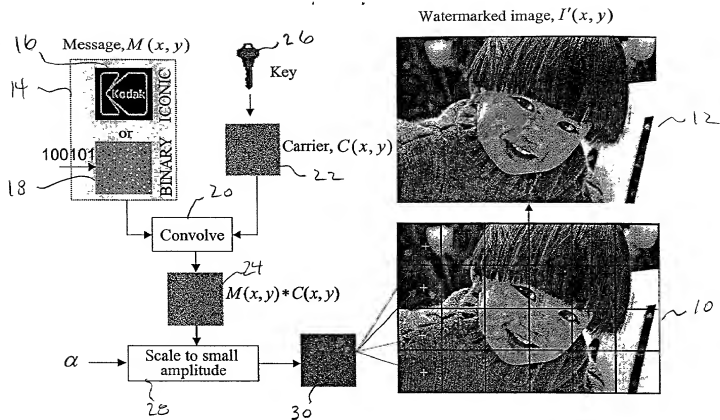 Watermarked image, I′(x, y)
16
Message, M (x, y)
26
14
Kodak
ICONIC
Key
or
12
100101
BINARY
Carrier, C(x, y)
18
22
20
Convolve
24
M(x, y)*C(x, y)
10
α
Scale to small
amplitude
28
30